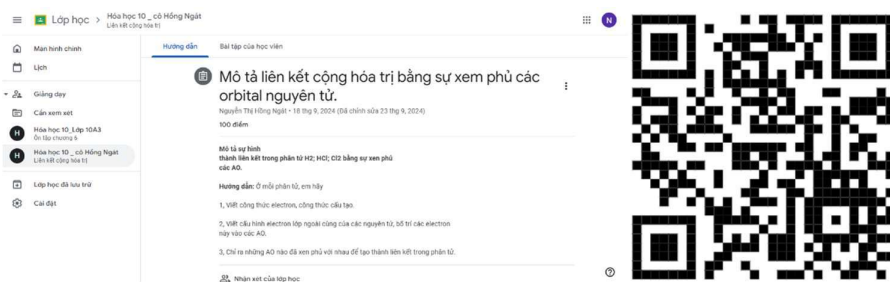 Lớp học
Hóa học 10 _ cô Hồng Ngát
Liên kết cộng hóa trị
N
Màn hình chính
Lịch
Giảng dạy
Cần xem xét
H
Hóa học 10_Lớp 10A3
Ôn tập chương 6
H
Hóa học 10 _ cô Hồng Ngát
Liên kết cộng hóa trị
Lớp học đã lưu trữ
Cài đặt
Hướng dẫn
Bài tập của học viên
Mô tả liên kết cộng hóa trị bằng sự xem phủ các
orbital nguyên tử.
Nguyễn Thị Hồng Ngát • 18 thg 9, 2024 (Đã chỉnh sửa 23 thg 9, 2024)
100 điểm
Mô tả sự hình
thành liên kết trong phân tử H2; HCl; Cl2 bằng sự xen phủ
các AO.
Hướng dẫn: Ở mỗi phân tử, em hãy
1, Viết công thức electron, công thức cấu tạo.
2, Viết cấu hình electron lớp ngoài cùng của các nguyên tử, bố trí các electron
này vào các AO.
3, Chỉ ra những AO nào đã xen phủ với nhau để tạo thành liên kết trong phân tử.
Nhận xét của lớp học